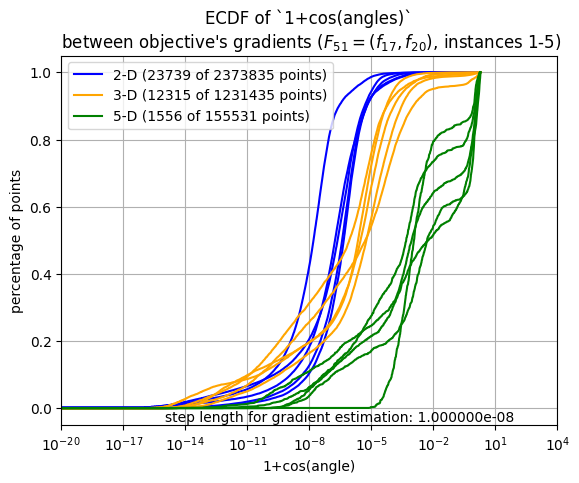 ECDF of `1+cos(angles)`
between objective's gradients (F51 = (f17, f20), instances 1-5)
1.0
0.8
0.6
0.4
0.2
0.0
percentage of points
2-D (23739 of 2373835 points)
3-D (12315 of 1231435 points)
5-D (1556 of 155531 points)
step length for gradient estimation: 1.000000e-08
10^-20 10^-17 10^-14 10^-11 10^-8 10^-5 10^-2 10^1 10^4
1+cos(angle)